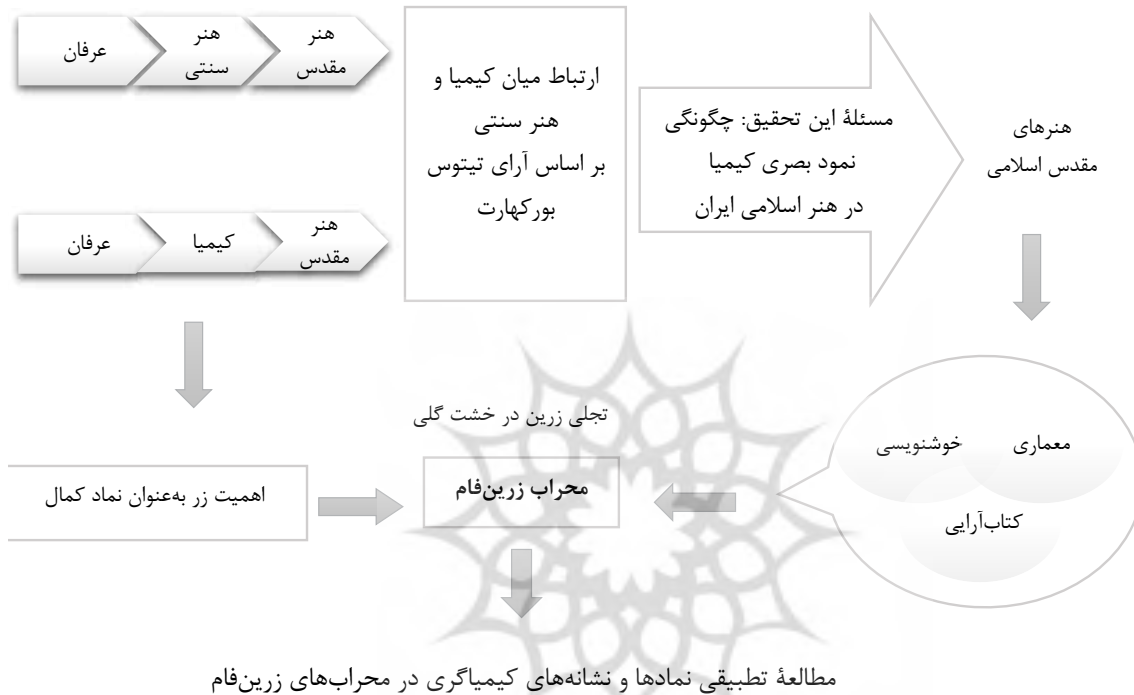 هنرهای
مقدس اسلامی
مسئلهٔ این تحقیق: چگونگی
نمود بصری کیمیا
در هنر اسلامی ایران
ارتباط میان کیمیا و
هنر سنتی
بر اساس آرای تیتوس
بورکهارت
هنر
مقدس
هنر
سنتی
عرفان
هنر
مقدس
کیمیا
عرفان
معماری
خوشنویسی
کتاب‌آرایی
تجلی زرین در خشت گلی
محراب زرین‌فام
اهمیت زر به‌عنوان نماد کمال
مطالعهٔ تطبیقی نمادها و نشانه‌های کیمیاگری در محراب‌های زرین‌فام